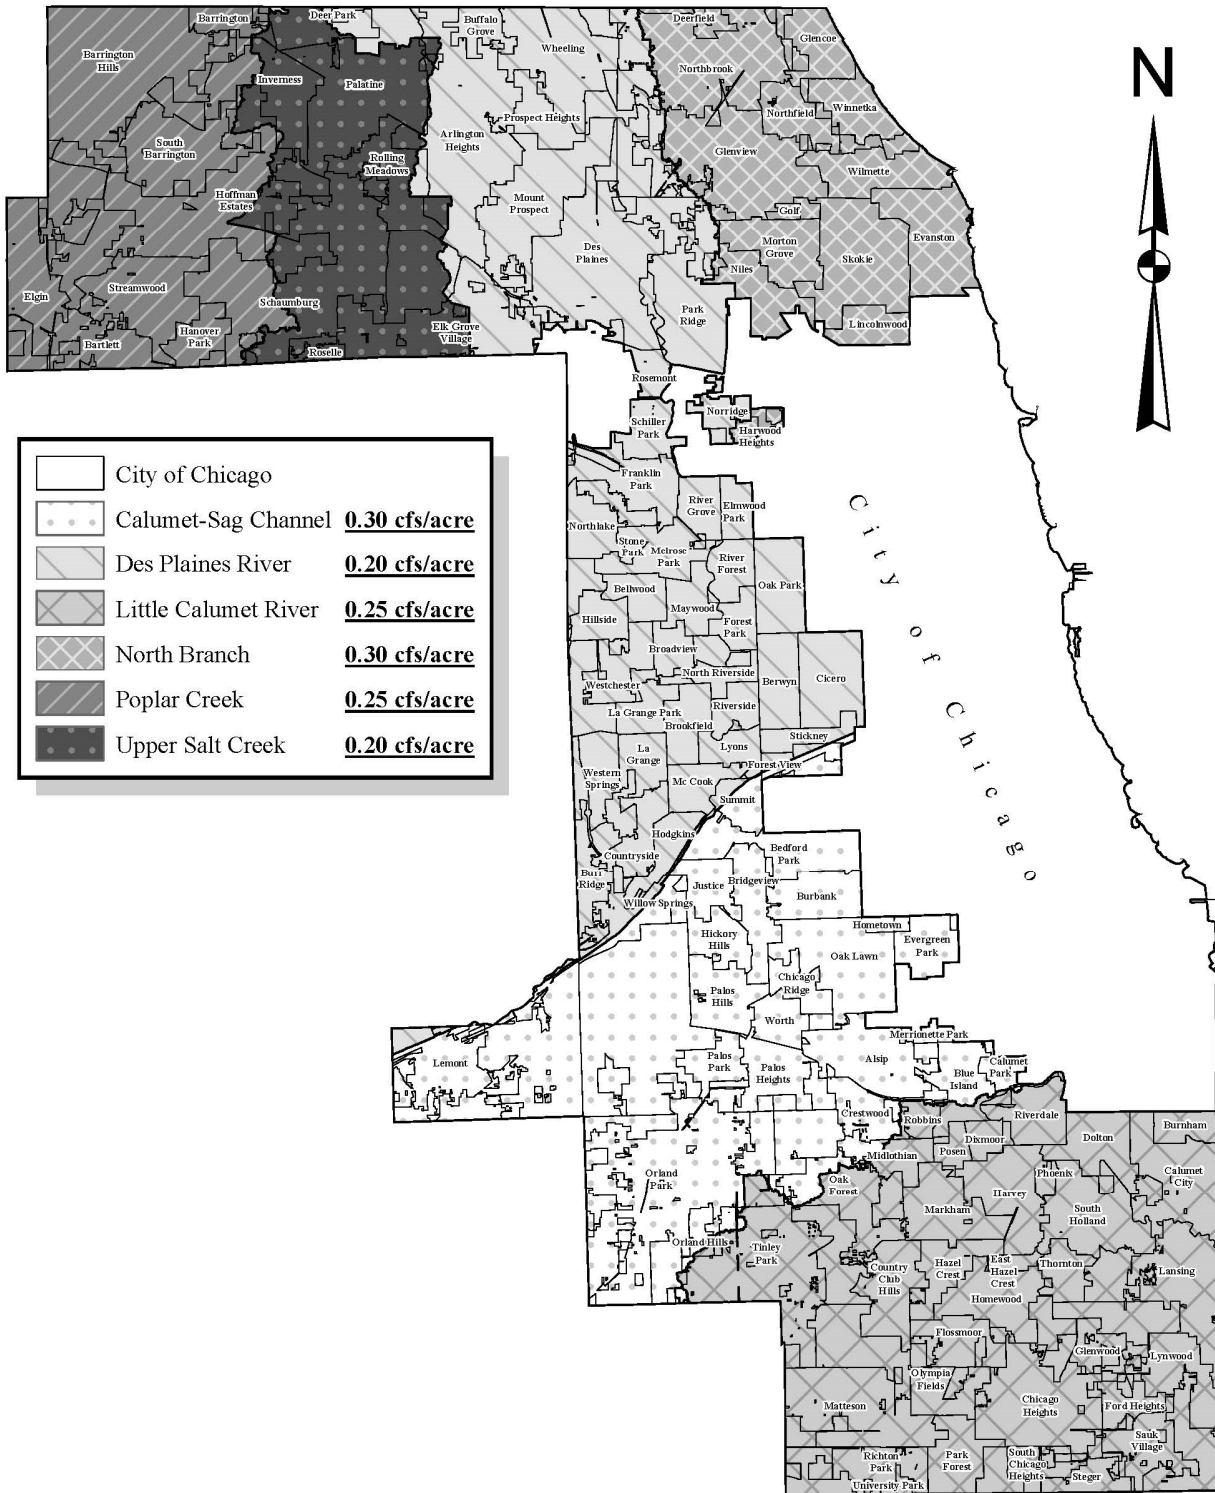 Barrington
Deer Park
Buffalo
Grove
Deerfield
Glencoe
Wheeling
Barrington
Hills
Inverness
Palatine
Northbrook
N
Northfield
Winnetka
Prospect Heights
Arlington
Heights
South
Barrington
Rolling
Meadows
Glenview
Wilmette
Hoffman
Estates
Mount
Prospect
Golf
Evanston
Des
Plaines
Morton
Grove
Skokie
Niles
Streamwood
Elgin
Schaumburg
Park
Ridge
Lincolnwood
Hanover
Park
Bartlett
Elk Grove
Village
Roselle
Rosemont
Norridge
Harwood
Heights
Schiller
Park
City of Chicago
Calumet-Sag Channel 0.30 cfs/acre
Des Plaines River 0.20 cfs/acre
Little Calumet River 0.25 cfs/acre
North Branch 0.30 cfs/acre
Poplar Creek 0.25 cfs/acre
Upper Salt Creek 0.20 cfs/acre
Franklin
Park
River
Grove
Elmwood
Park
Northlake
Stone
Park
Melrose
Park
River
Forest
Oak Park
Bellwood
Maywood
Hillside
Forest
Park
Broadview
North Riverside
Westchester
Berwyn
Cicero
La Grange Park
Riverside
Brookfield
Stickney
Lyons
La
Grange
Forest View
Western
Springs
Mc Cook
Summit
City of Chicago
Hodgkins
Countryside
Bedford
Park
Burr
Ridge
Justice
Bridgeview
Burbank
Willow Springs
Hickory
Hills
Hometown
Evergreen
Park
Oak Lawn
Chicago
Ridge
Palos
Hills
Worth
Merrionette Park
Lemont
Palos
Park
Palos
Heights
Alsip
Calumet
Park
Blue
Island
Crestwood
Robbins
Riverdale
Dixmoor
Posen
Dolton
Burnham
Midlothian
Orland
Park
Oak
Forest
Phoenix
Calumet
City
Harvey
Markham
South
Holland
Orland Hills
Tinley
Park
Country
Club
Hills
Hazel
Crest
East
Hazel
Crest
Thornton
Lansing
Homewood
Flossmoor
Glenwood
Lynwood
Olympia
Fields
Matteson
Chicago
Heights
Ford Heights
Sauk
Village
Richton
Park
Park
Forest
South
Chicago
Heights
Steger
University Park